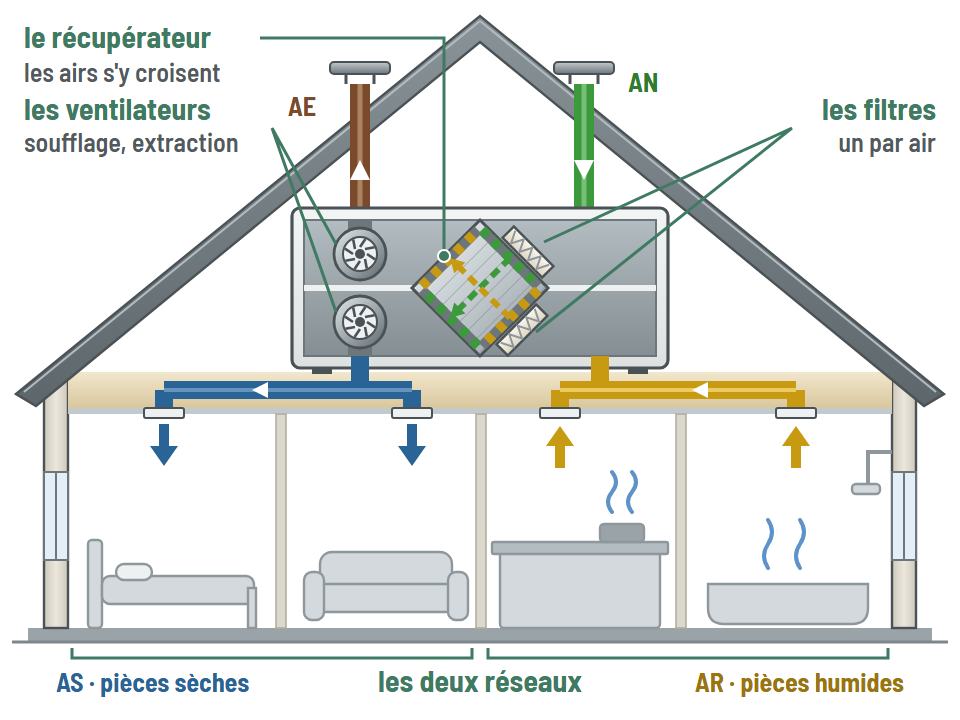 le récupérateur
les airs s'y croisent
les ventilateurs
soufflage, extraction
AE
AN
les filtres
un par air
AS · pièces sèches
les deux réseaux
AR · pièces humides